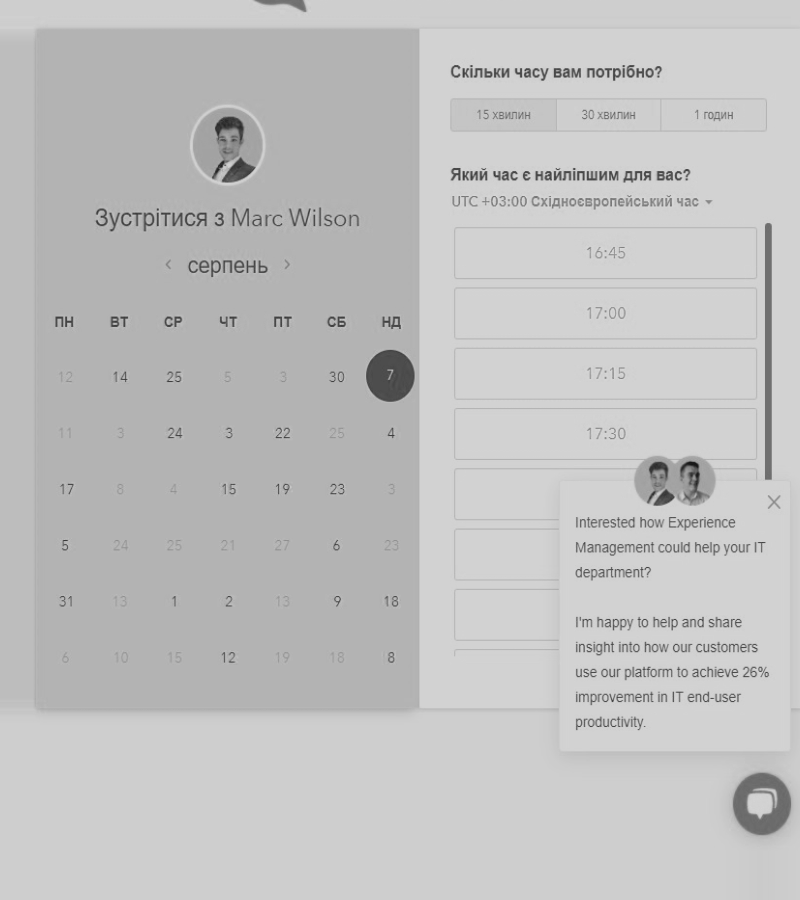 Зустрітися з Marc Wilson
серпень
ПН ВТ СР ЧТ ПТ СБ НД
12 14 25 5 3 30 7
11 3 24 3 22 25 4
17 8 4 15 19 23 3
5 24 25 21 27 6 23
31 13 1 2 13 9 18
6 10 15 12 19 18 8
Скільки часу вам потрібно?
15 хвилин 30 хвилин 1 годин
Який час є найліпшим для вас?
UTC +03:00 Східноєвропейський час
16:45
17:00
17:15
17:30
Interested how Experience
Management could help your IT
department?
I'm happy to help and share
insight into how our customers
use our platform to achieve 26%
improvement in IT end-user
productivity.